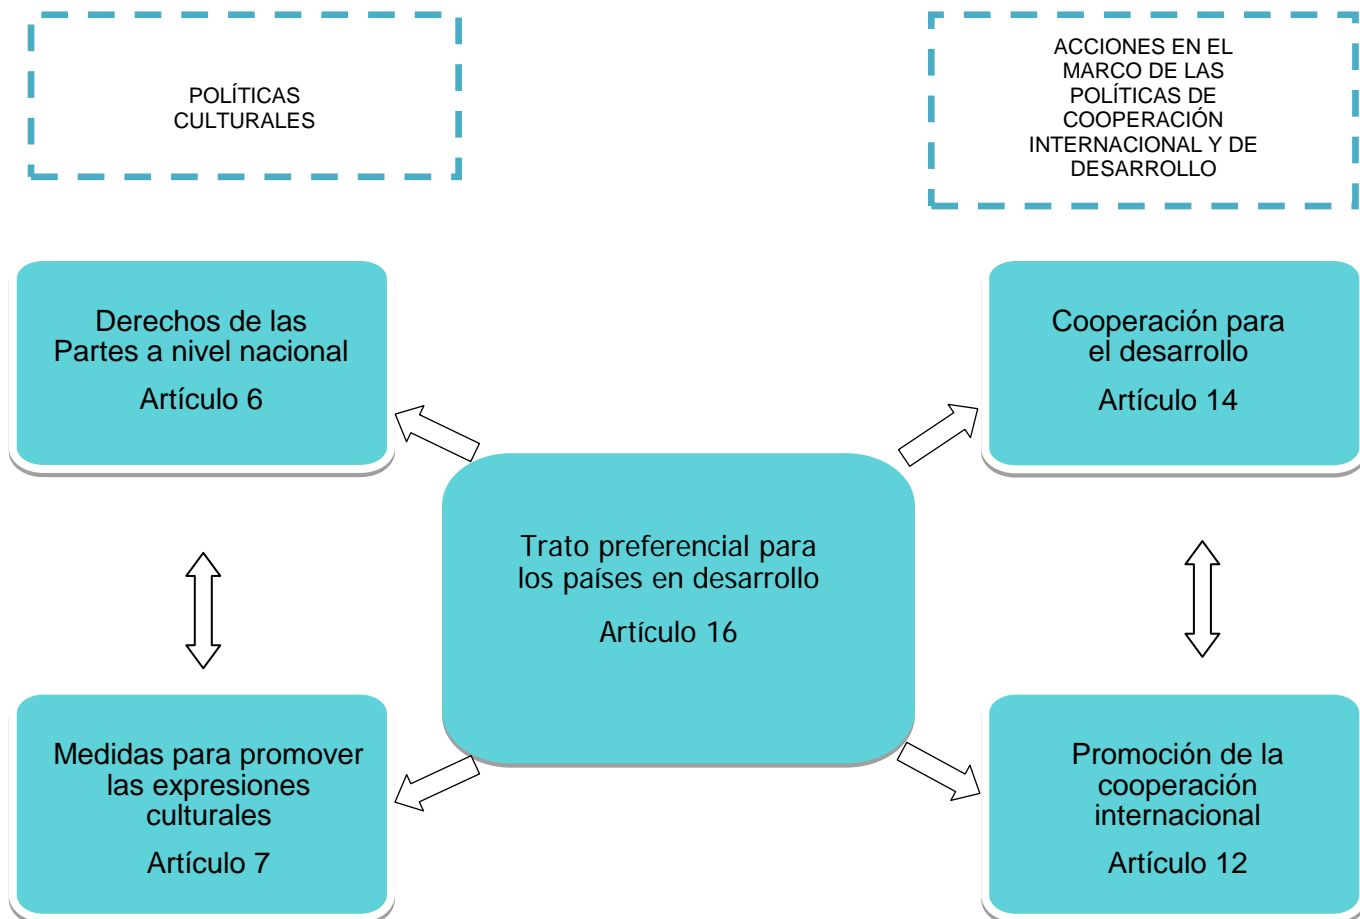 POLÍTICAS
CULTURALES
ACCIONES EN EL
MARCO DE LAS
POLÍTICAS DE
COOPERACIÓN
INTERNACIONAL Y DE
DESARROLLO
Derechos de las
Partes a nivel nacional
Artículo 6
Cooperación para
el desarrollo
Artículo 14
Trato preferencial para
los países en desarrollo
Artículo 16
Medidas para promover
las expresiones
culturales
Artículo 7
Promoción de la
cooperación
internacional
Artículo 12